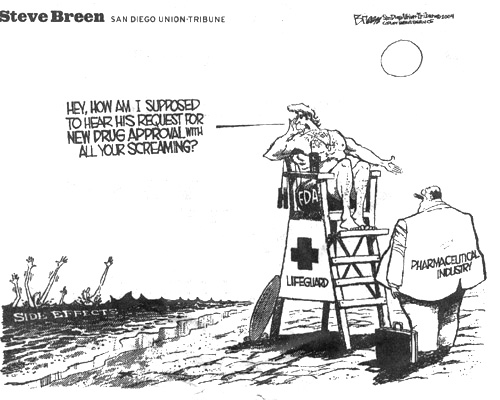 Steve Breen SAN DIEGO UNION-TRIBUNE
HEY, HOW AM I SUPPOSED
TO HEAR HIS REQUEST FOR
NEW DRUG APPROVAL WITH
ALL YOUR SCREAMING?
FDA
LIFEGUARD
PHARMACEUTICAL
INDUSTRY
SIDE EFFECTS